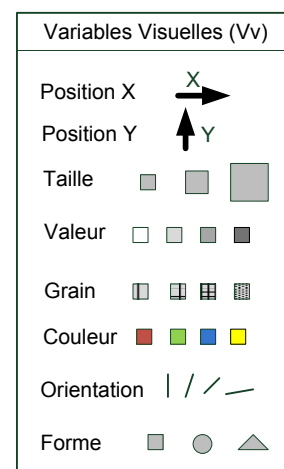 Variables Visuelles (Vv)
Position X X
Position Y Y
Taille
Valeur
Grain
Couleur
Orientation
Forme